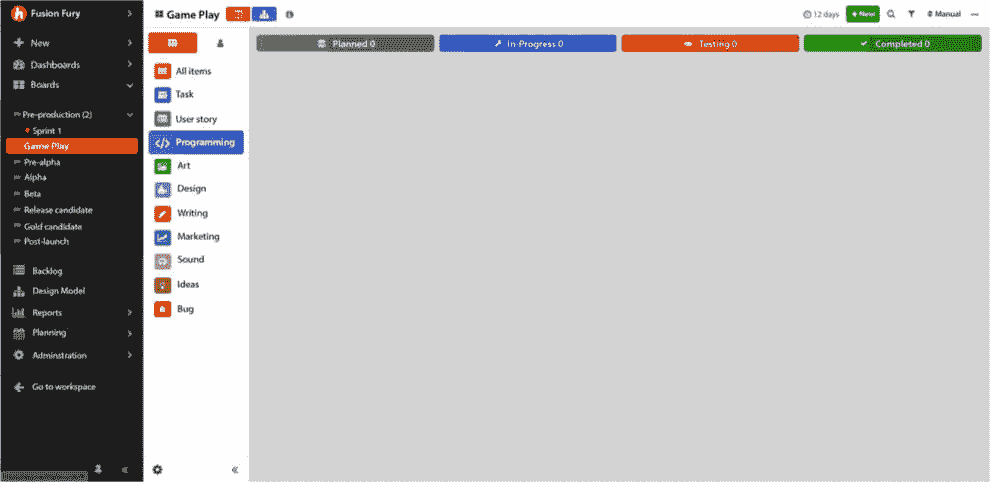 Fusion Fury
New
Dashboards
Boards
Pre-production (2)
Sprint 1
Game Play
Pre-alpha
Alpha
Beta
Release candidate
Gold candidate
Post-launch
Backlog
Design Model
Reports
Planning
Adminstration
Go to workspace
Game Play
12 days
+ New
Manual
All items
Task
User story
Programming
Art
Design
Writing
Marketing
Sound
Ideas
Bug
Planned 0
In-Progress 0
Testing 0
Completed 0